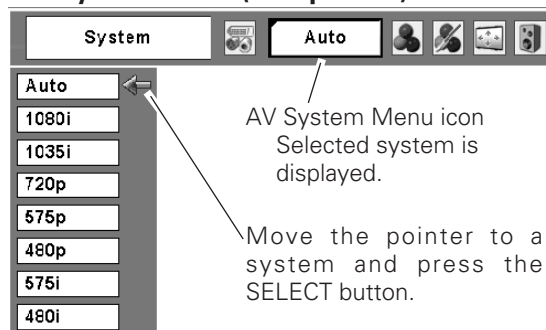 System
Auto
Auto
1080i
1035i
720p
575p
480p
575i
480i
AV System Menu icon
Selected system is
displayed.
Move the pointer to a
system and press the
SELECT button.